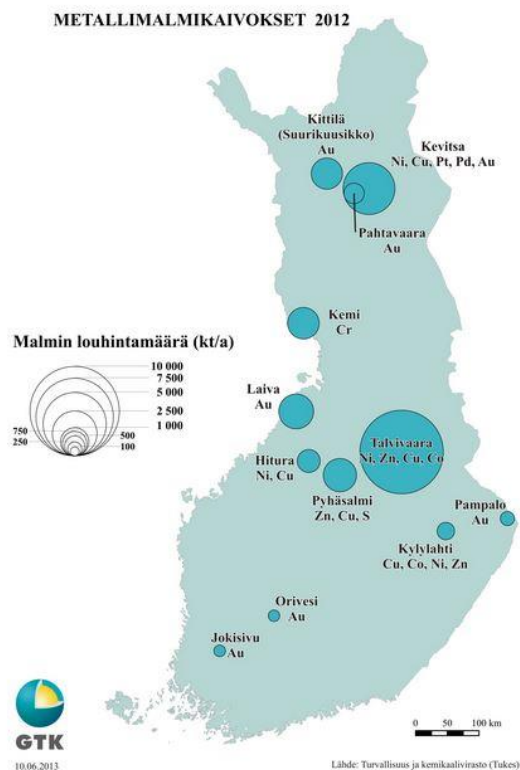 METALLIMALMIKAIVOKSET 2012
Kittilä
(Suurikuusikko)
Au
Kevitsa
Ni, Cu, Pt, Pd, Au
Pahtavaara
Au
Kemi
Cr
Malmin louhintamäärä (kt/a)
10 000
7 500
5 000
2 500
1 000
750
500
250
100
Laiva
Au
Talvivaara
Ni, Zn, Cu, Co
Hitura
Ni, Cu
Pyhäsalmi
Zn, Cu, S
Pampalo
Au
Kylylahti
Cu, Co, Ni, Zn
Orivesi
Au
Jokisivu
Au
0 50 100 km
GTK
10.06.2013
Lähde: Turvallisuus ja kemikaalivirasto (Tukes)